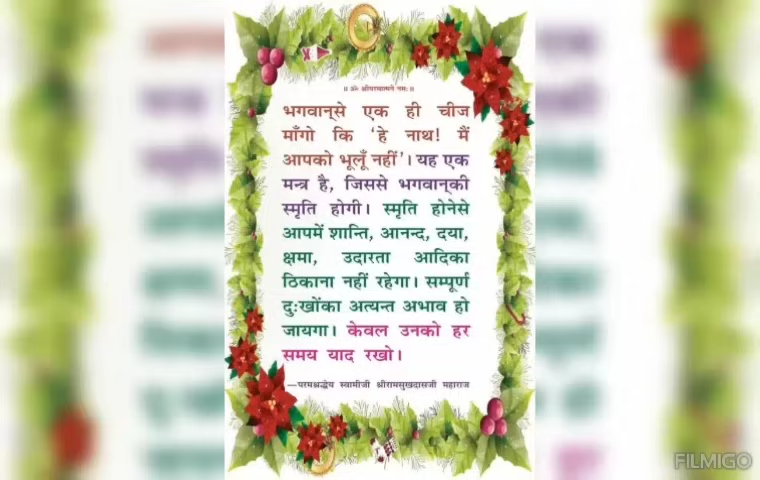 ॥ ॐ श्रीपरमात्मने नमः॥
भगवान्‌से एक ही चीज
माँगो कि ‘हे नाथ! मैं
आपको भूलूँ नहीं’। यह एक
मन्त्र है, जिससे भगवान्‌की
स्मृति होगी। स्मृति होनेसे
आपमें शान्ति, आनन्द, दया,
क्षमा, उदारता आदिका
ठिकाना नहीं रहेगा। सम्पूर्ण
दुःखोंका अत्यन्त अभाव हो
जायगा। केवल उनको हर
समय याद रखो।
—परमश्रद्धेय स्वामीजी श्रीरामसुखदासजी महाराज
FILMIGO